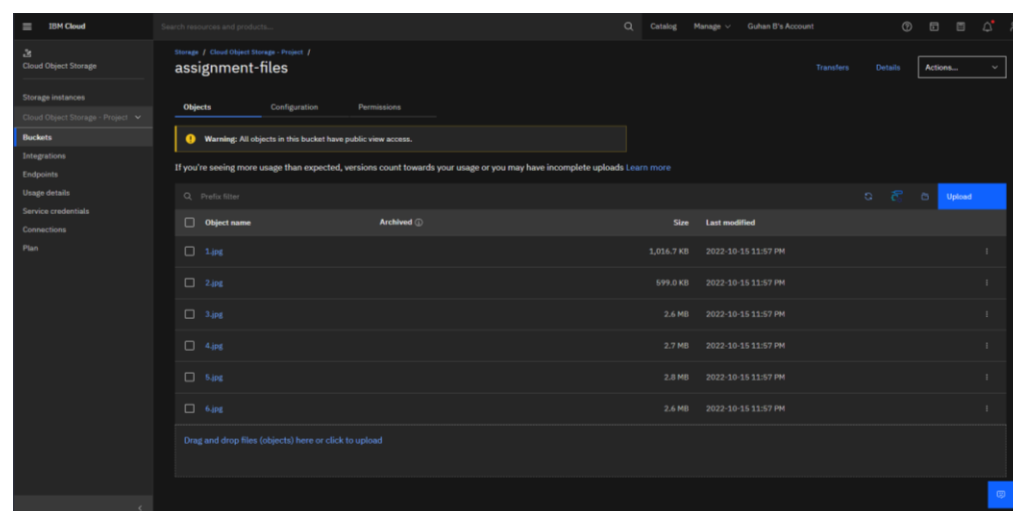 IBM Cloud
Search resources and products...
Catalog
Manage
Guhan B's Account
Cloud Object Storage
Storage instances
Cloud Object Storage - Project
Buckets
Integrations
Endpoints
Usage details
Service credentials
Connections
Plan
Storage / Cloud Object Storage - Project /
assignment-files
Transfers
Details
Actions...
Objects
Configuration
Permissions
Warning: All objects in this bucket have public view access.
If you're seeing more usage than expected, versions count towards your usage or you may have incomplete uploads Learn more
Prefix filter
Upload
Object name Archived Size Last modified
1.jpg 1,016.7 KB 2022-10-15 11:57 PM
2.jpg 599.0 KB 2022-10-15 11:57 PM
3.jpg 2.6 MB 2022-10-15 11:57 PM
4.jpg 2.7 MB 2022-10-15 11:57 PM
5.jpg 2.8 MB 2022-10-15 11:57 PM
6.jpg 2.6 MB 2022-10-15 11:57 PM
Drag and drop files (objects) here or click to upload